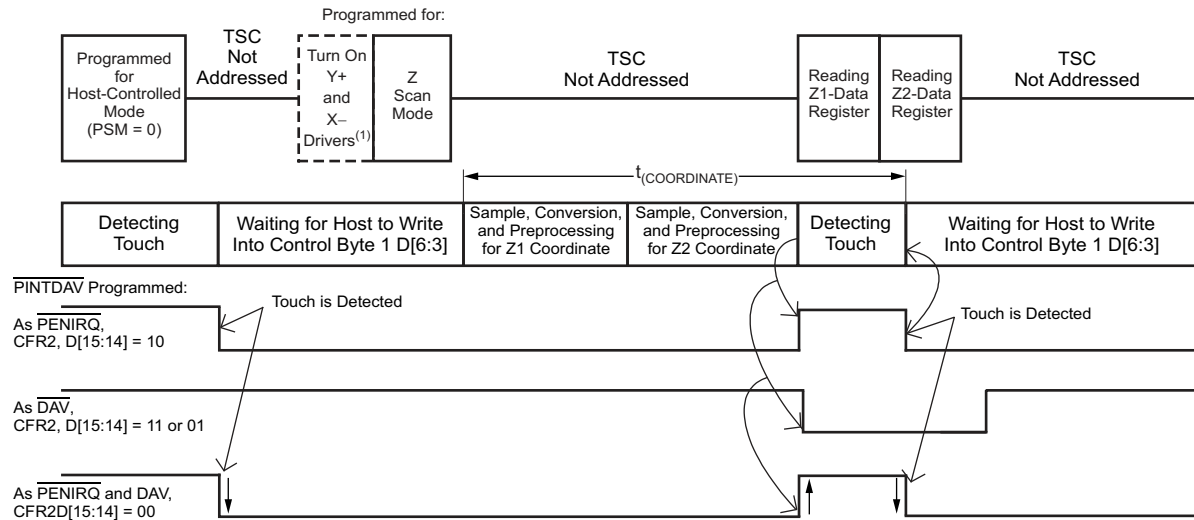 Programmed for:
Programmed
for
Host-Controlled
Mode
(PSM = 0)
TSC
Not
Addressed
Turn On
Y+
and
X–
Drivers(1)
Z
Scan
Mode
TSC
Not Addressed
Reading
Z1-Data
Register
Reading
Z2-Data
Register
TSC
Not Addressed
t(COORDINATE)
Detecting
Touch
Waiting for Host to Write
Into Control Byte 1 D[6:3]
Sample, Conversion,
and Preprocessing
for Z1 Coordinate
Sample, Conversion,
and Preprocessing
for Z2 Coordinate
Detecting
Touch
Waiting for Host to Write
Into Control Byte 1 D[6:3]
PINTDAV Programmed:
Touch is Detected
As PENIRQ,
CFR2, D[15:14] = 10
Touch is Detected
As DAV,
CFR2, D[15:14] = 11 or 01
As PENIRQ and DAV,
CFR2D[15:14] = 00